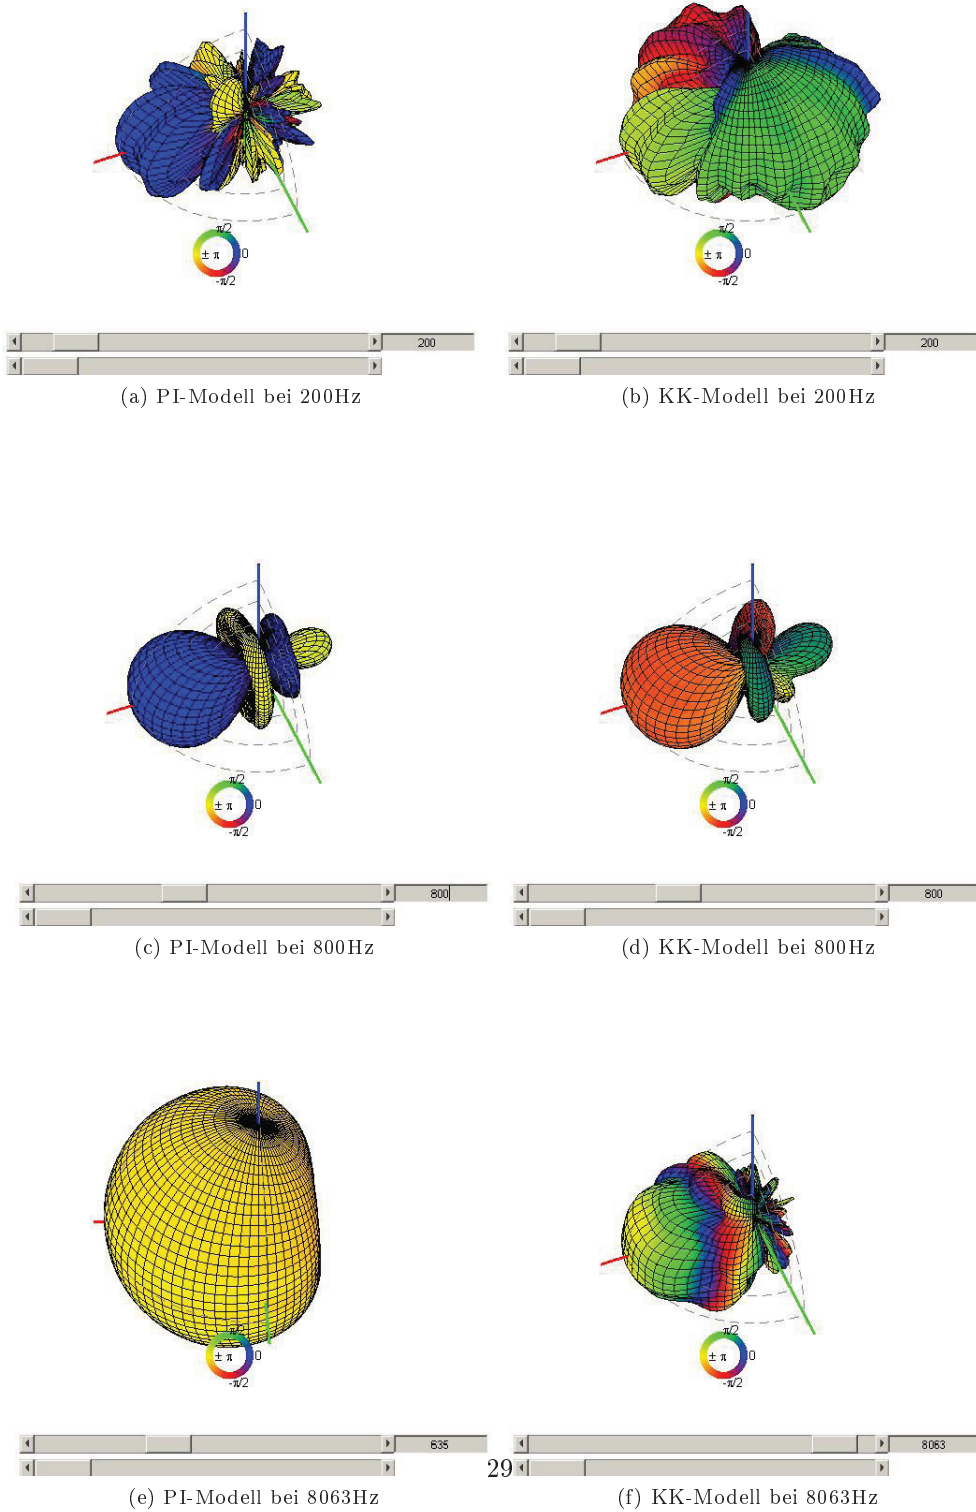 π/2
π/2
± π
0
± π
0
-π/2
-π/2
200
200
(a) PI-Modell bei 200Hz
(b) KK-Modell bei 200Hz
π/2
π/2
± π
0
± π
0
-π/2
-π/2
800
800
(c) PI-Modell bei 800Hz
(d) KK-Modell bei 800Hz
π/2
π/2
± π
0
± π
0
-π/2
-π/2
635
8063
29
(e) PI-Modell bei 8063Hz
(f) KK-Modell bei 8063Hz